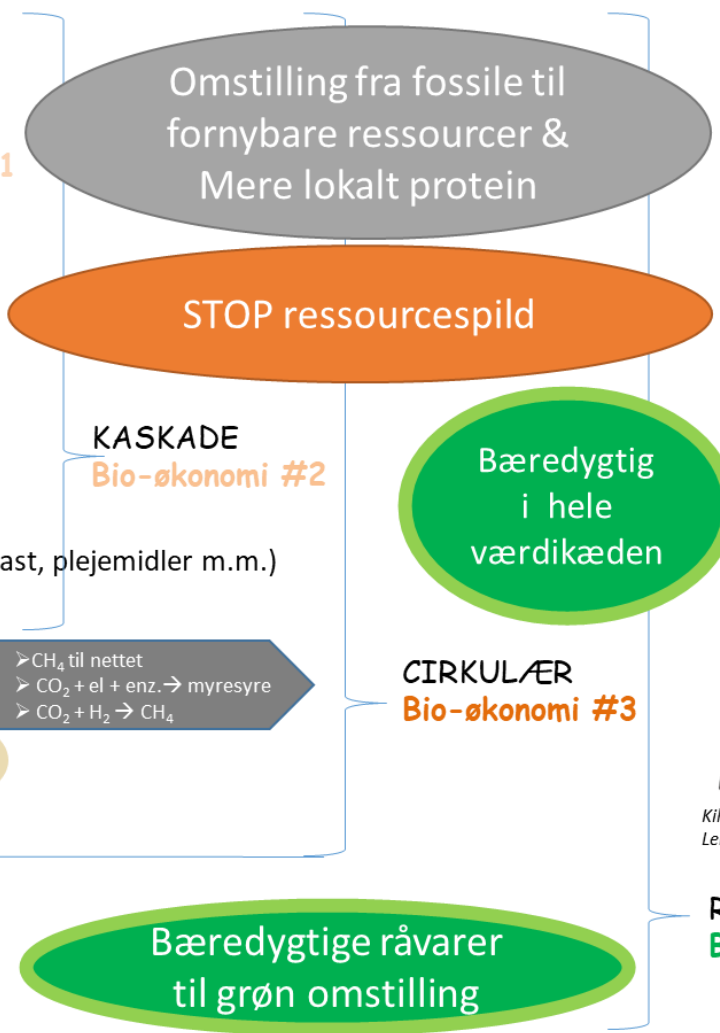 Omstilling fra fossile til
fornybare ressourcer &
Mere lokalt protein
1
STOP ressourcespild
KASKADE
Bio-økonomi #2
Bæredygtig
i hele
værdikæden
plejemidler m.m.)
➢CH₄ til nettet
➢ CO₂ + el + enz.→ myresyre
➢ CO₂ + H₂ → CH₄
CIRKULÆR
Bio-økonomi #3
Bæredygtige råvarer
til grøn omstilling